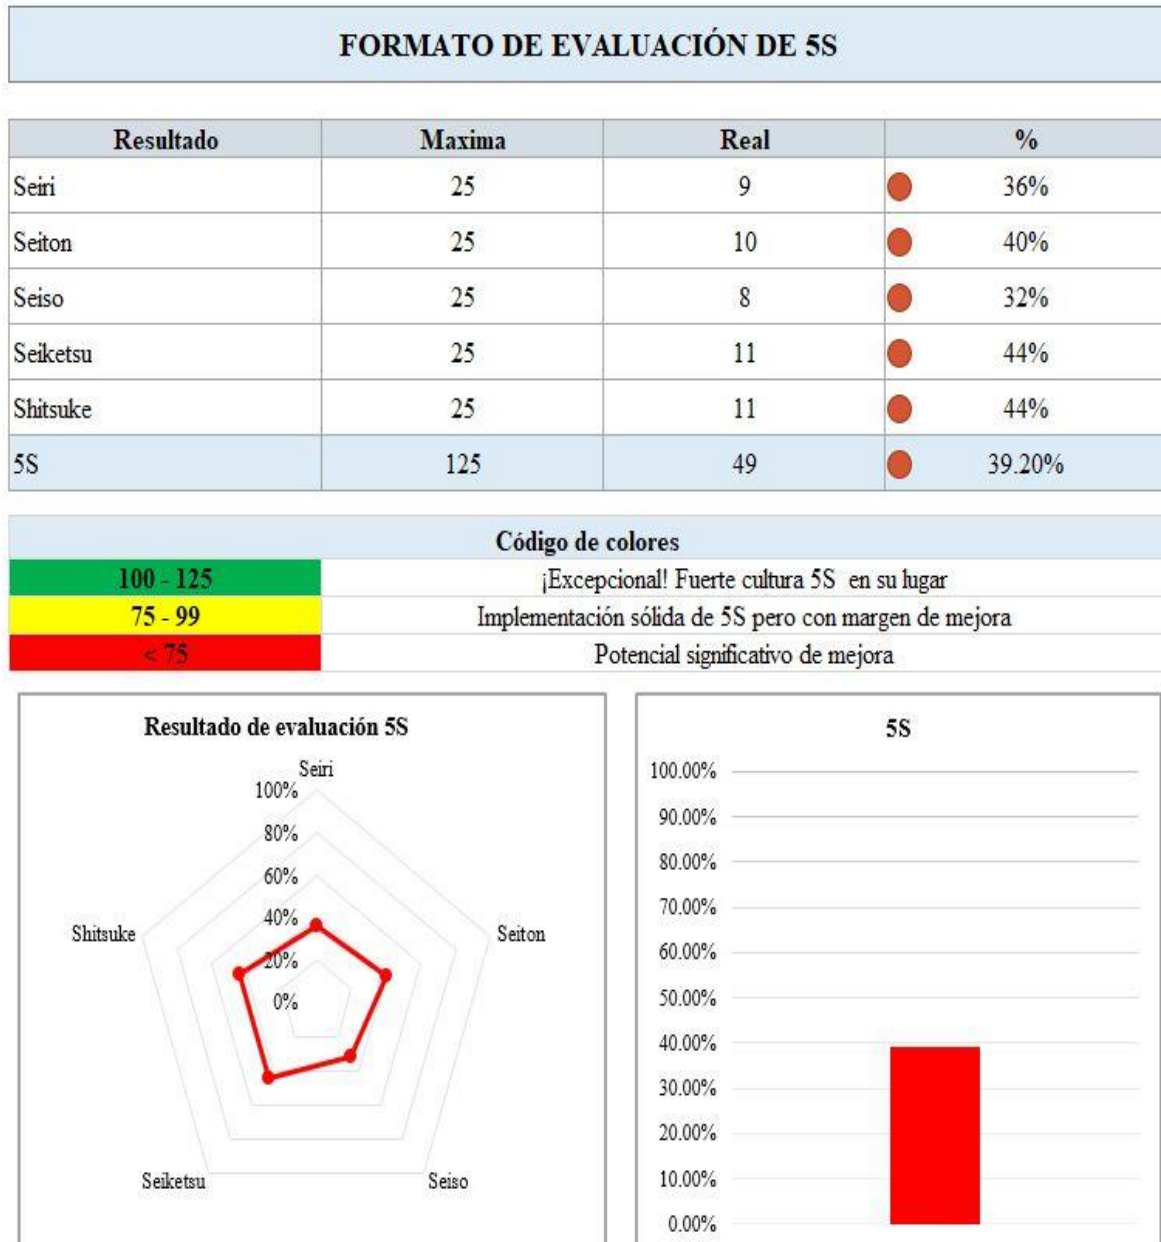 FORMATO DE EVALUACIÓN DE 5S
Resultado Maxima Real %
Seiri 25 9 36%
Seiton 25 10 40%
Seiso 25 8 32%
Seiketsu 25 11 44%
Shitsuke 25 11 44%
5S 125 49 39.20%
Código de colores
100 - 125 ¡Excepcional! Fuerte cultura 5S en su lugar
75 - 99 Implementación sólida de 5S pero con margen de mejora
< 75 Potencial significativo de mejora
Resultado de evaluación 5S
Seiri
100%
80%
60%
40%
20%
0%
Shitsuke
Seiton
Seiketsu
Seiso
5S
100.00%
90.00%
80.00%
70.00%
60.00%
50.00%
40.00%
30.00%
20.00%
10.00%
0.00%